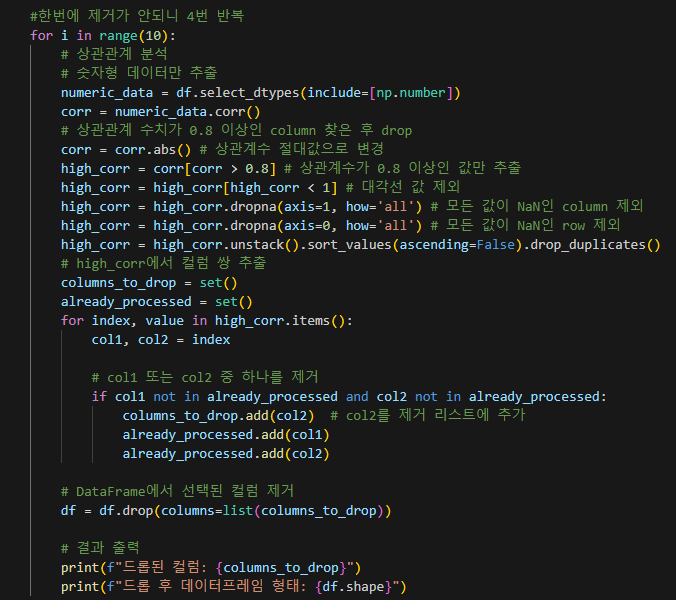 #한번에 제거가 안되니 4번 반복
for i in range(10):
    # 상관관계 분석
    # 숫자형 데이터만 추출
    numeric_data = df.select_dtypes(include=[np.number])
    corr = numeric_data.corr()
    # 상관관계 수치가 0.8 이상인 column 찾은 후 drop
    corr = corr.abs() # 상관계수 절대값으로 변경
    high_corr = corr[corr > 0.8] # 상관계수가 0.8 이상인 값만 추출
    high_corr = high_corr[high_corr < 1] # 대각선 값 제외
    high_corr = high_corr.dropna(axis=1, how='all') # 모든 값이 NaN인 column 제외
    high_corr = high_corr.dropna(axis=0, how='all') # 모든 값이 NaN인 row 제외
    high_corr = high_corr.unstack().sort_values(ascending=False).drop_duplicates()
    # high_corr에서 컬럼 쌍 추출
    columns_to_drop = set()
    already_processed = set()
    for index, value in high_corr.items():
        col1, col2 = index
        # col1 또는 col2 중 하나를 제거
        if col1 not in already_processed and col2 not in already_processed:
            columns_to_drop.add(col2)  # col2를 제거 리스트에 추가
            already_processed.add(col1)
            already_processed.add(col2)
    # DataFrame에서 선택된 컬럼 제거
    df = df.drop(columns=list(columns_to_drop))
    # 결과 출력
    print(f"드롭된 컬럼: {columns_to_drop}")
    print(f"드롭 후 데이터프레임 형태: {df.shape}")